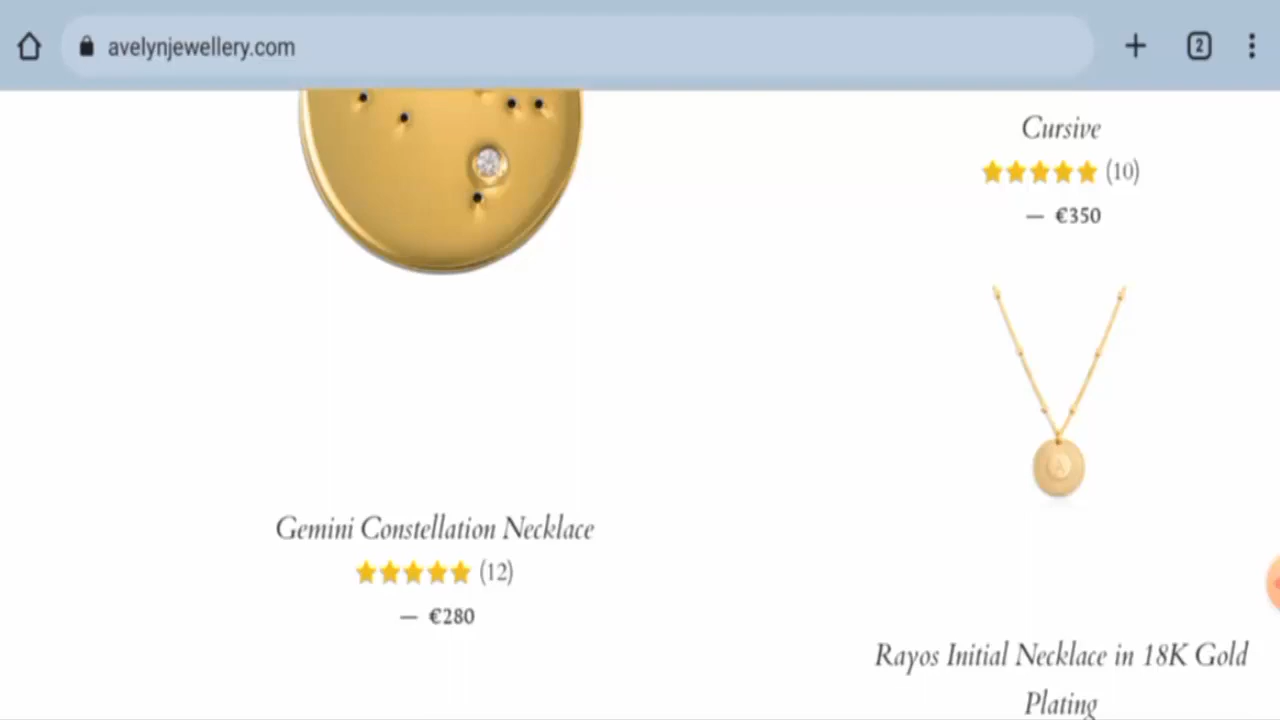 avelynjewellery.com
2
Cursive
(10)
— €350
A
Gemini Constellation Necklace
(12)
— €280
Rayos Initial Necklace in 18K Gold
Plating